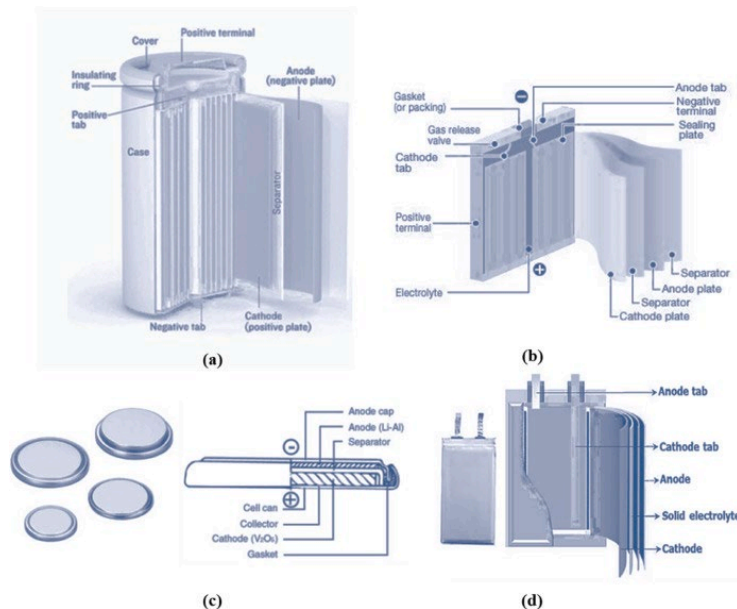 Positive terminal
Cover
Insulating
ring
Anode
(negative plate)
Positive
tab
Case
Separator
Negative tab
Cathode
(positive plate)
(a)
Gasket
(or packing)
Gas release
valve
Cathode
tab
Positive
terminal
Electrolyte
Anode tab
Negative
terminal
Sealing
plate
Separator
Anode plate
Separator
Cathode plate
(b)
Anode cap
Anode (Li-Al)
Separator
Cell can
Collector
Cathode (V₂O₅)
Gasket
(c)
Anode tab
Cathode tab
Anode
Solid electrolyte
Cathode
(d)